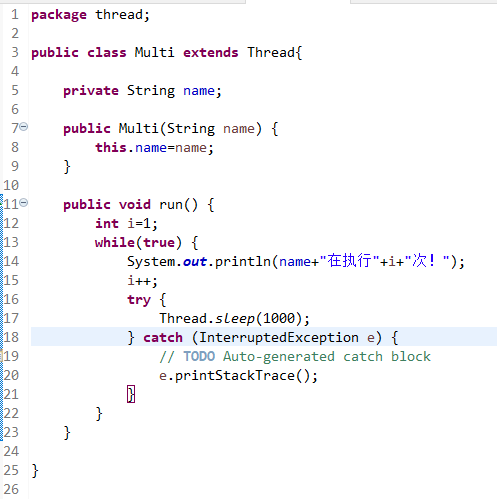 1 package thread;
2
3 public class Multi extends Thread{
4
5     private String name;
6
7     public Multi(String name) {
8         this.name=name;
9     }
10
11     public void run() {
12         int i=1;
13         while(true) {
14             System.out.println(name+"在执行"+i+"次! ");
15             i++;
16             try {
17                 Thread.sleep(1000);
18             } catch (InterruptedException e) {
19                 // TODO Auto-generated catch block
20                 e.printStackTrace();
21             }
22         }
23     }
24
25 }
26